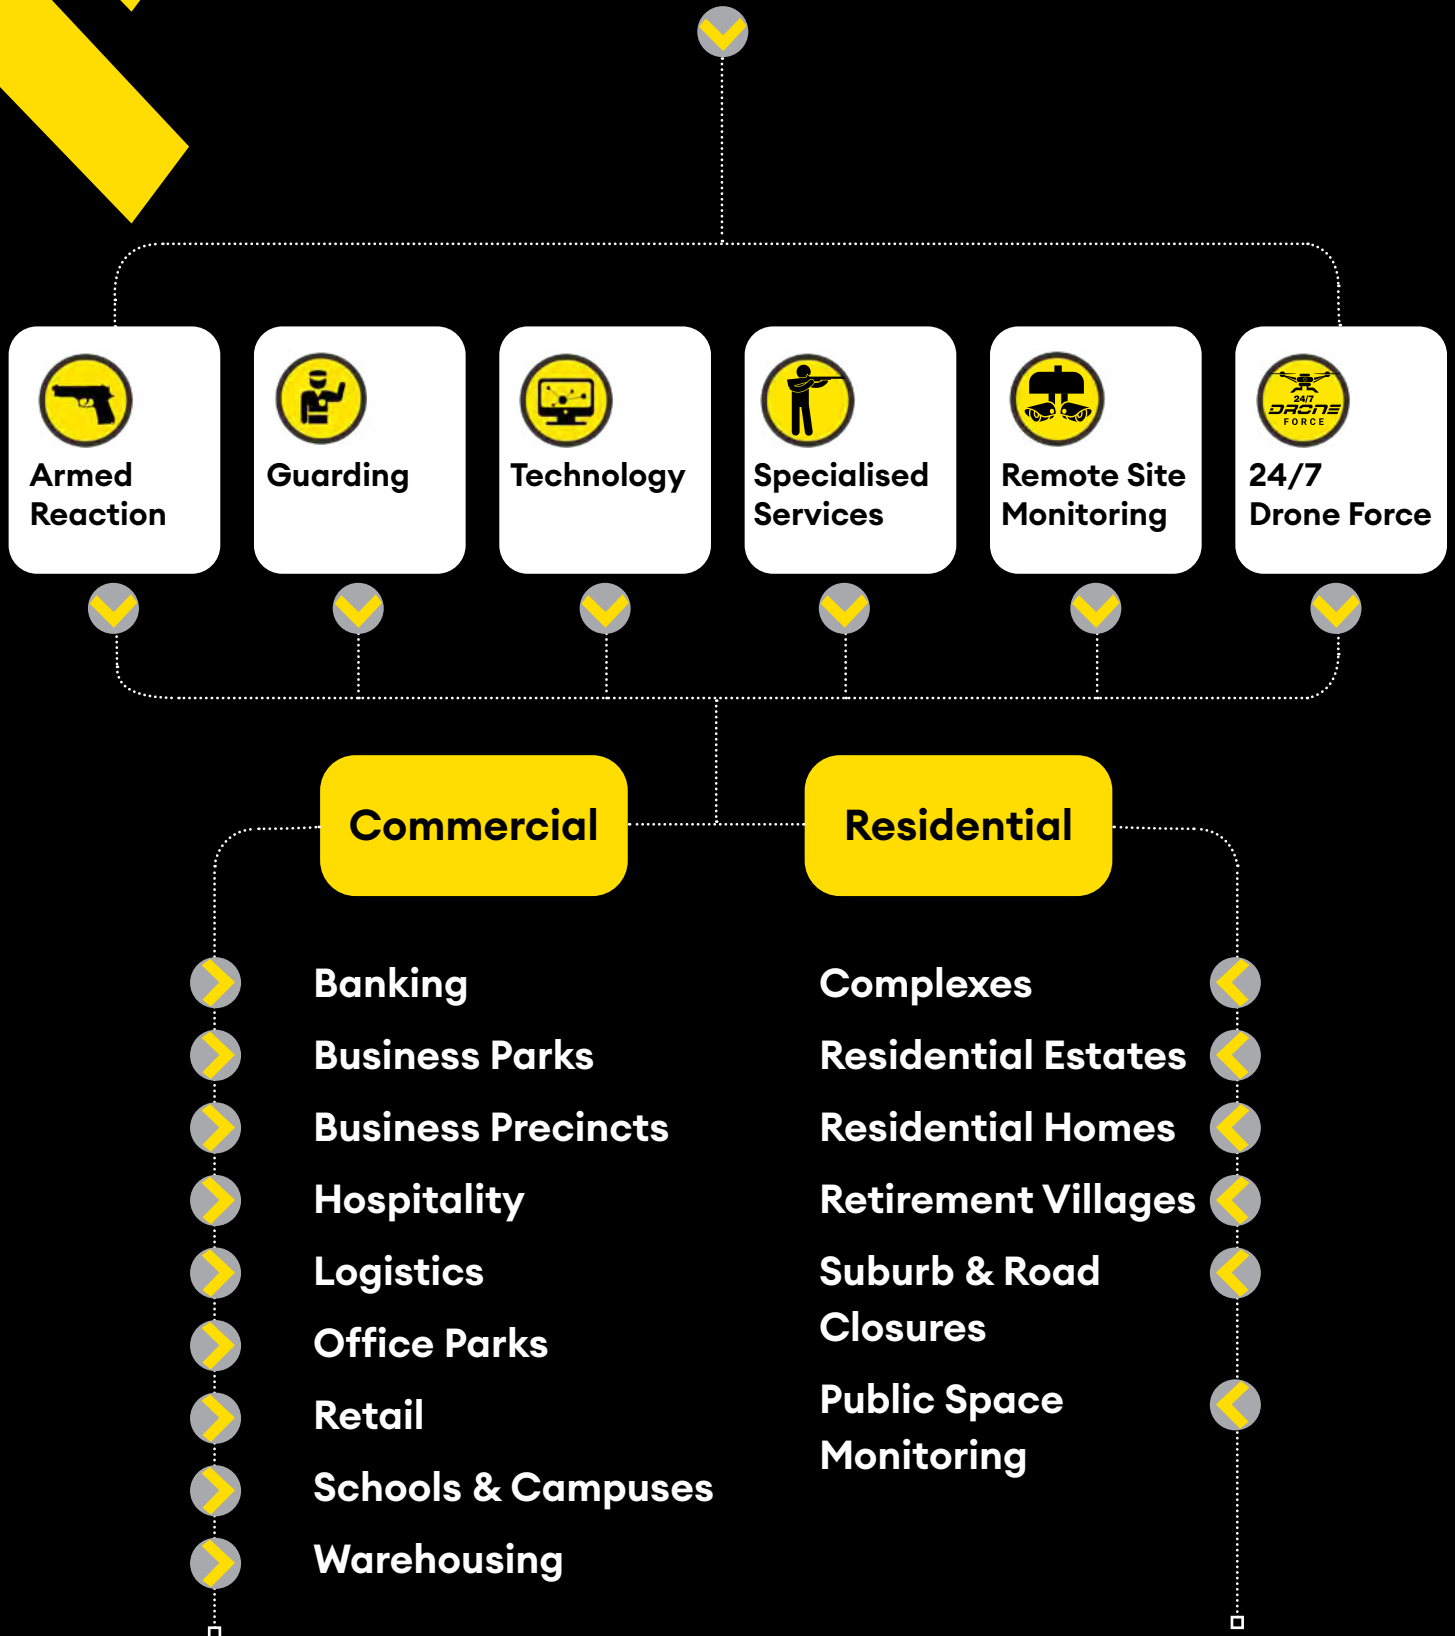 24/7
DRONE
FORCE
Armed
Reaction
Guarding
Technology
Specialised
Services
Remote Site
Monitoring
24/7
Drone Force
Commercial
Residential
Banking
Business Parks
Business Precincts
Hospitality
Logistics
Office Parks
Retail
Schools & Campuses
Warehousing
Complexes
Residential Estates
Residential Homes
Retirement Villages
Suburb & Road
Closures
Public Space
Monitoring